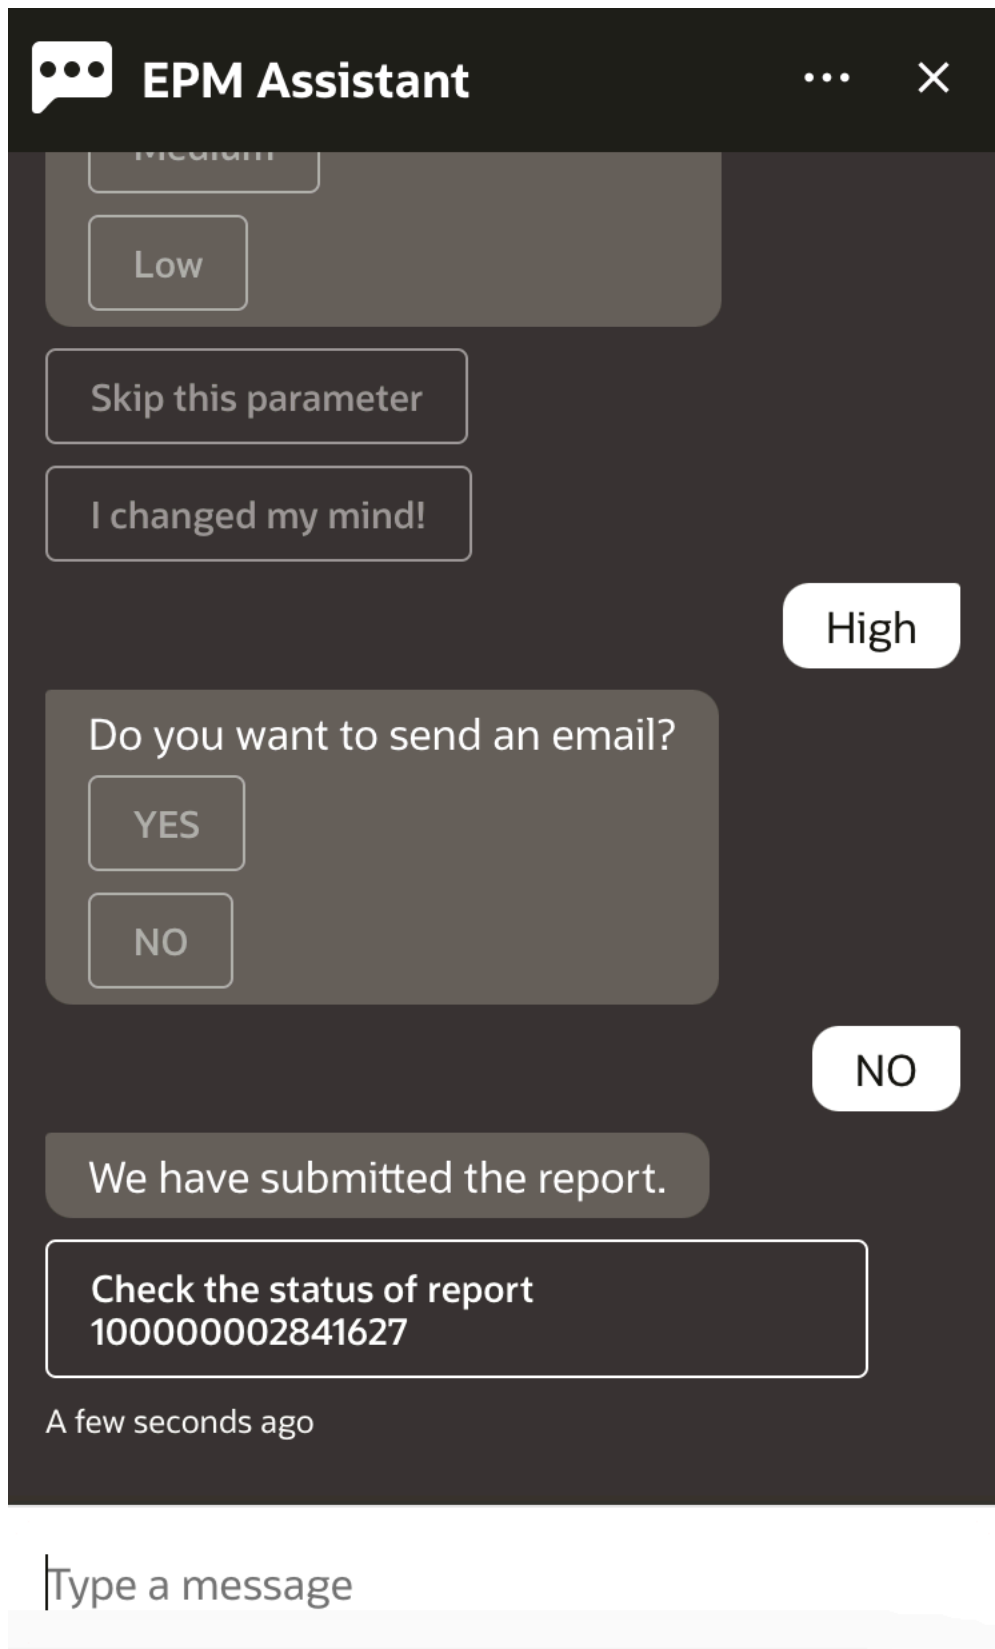 EPM Assistant
Medium
Low
Skip this parameter
I changed my mind!
High
Do you want to send an email?
YES
NO
NO
We have submitted the report.
Check the status of report
100000002841627
A few seconds ago
Type a message